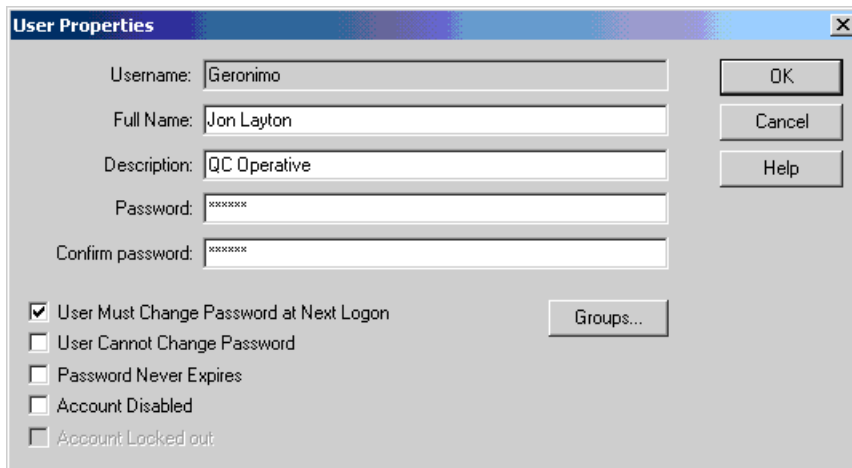 User Properties
Username: Geronimo
OK
Full Name: Jon Layton
Cancel
Description: QC Operative
Help
Password: ******
Confirm password: ******
User Must Change Password at Next Logon
Groups...
User Cannot Change Password
Password Never Expires
Account Disabled
Account Locked out